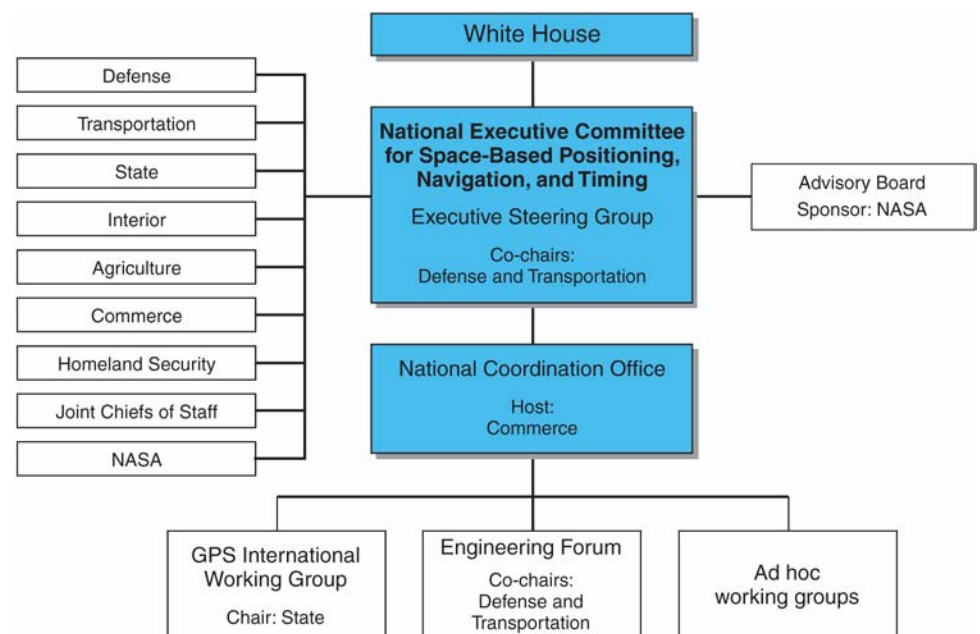 White House
Defense
Transportation
State
Interior
Agriculture
Commerce
Homeland Security
Joint Chiefs of Staff
NASA
National Executive Committee
for Space-Based Positioning,
Navigation, and Timing
Executive Steering Group
Co-chairs:
Defense and Transportation
Advisory Board
Sponsor: NASA
National Coordination Office
Host:
Commerce
GPS International
Working Group
Chair: State
Engineering Forum
Co-chairs:
Defense and
Transportation
Ad hoc
working groups